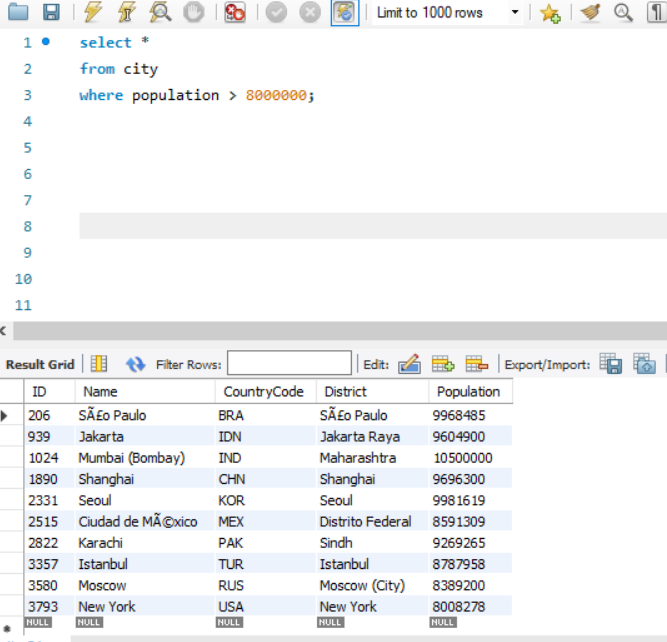 Limit to 1000 rows
1 select *
2 from city
3 where population > 8000000;
4
5
6
7
8
9
10
11
Result Grid Filter Rows: Edit: Export/Import:
ID Name CountryCode District Population
206 SÃ£o Paulo BRA SÃ£o Paulo 9968485
939 Jakarta IDN Jakarta Raya 9604900
1024 Mumbai (Bombay) IND Maharashtra 10500000
1890 Shanghai CHN Shanghai 9696300
2331 Seoul KOR Seoul 9981619
2515 Ciudad de MÃ©xico MEX Distrito Federal 8591309
2822 Karachi PAK Sindh 9269265
3357 Istanbul TUR Istanbul 8787958
3580 Moscow RUS Moscow (City) 8389200
3793 New York USA New York 8008278
NULL NULL NULL NULL NULL